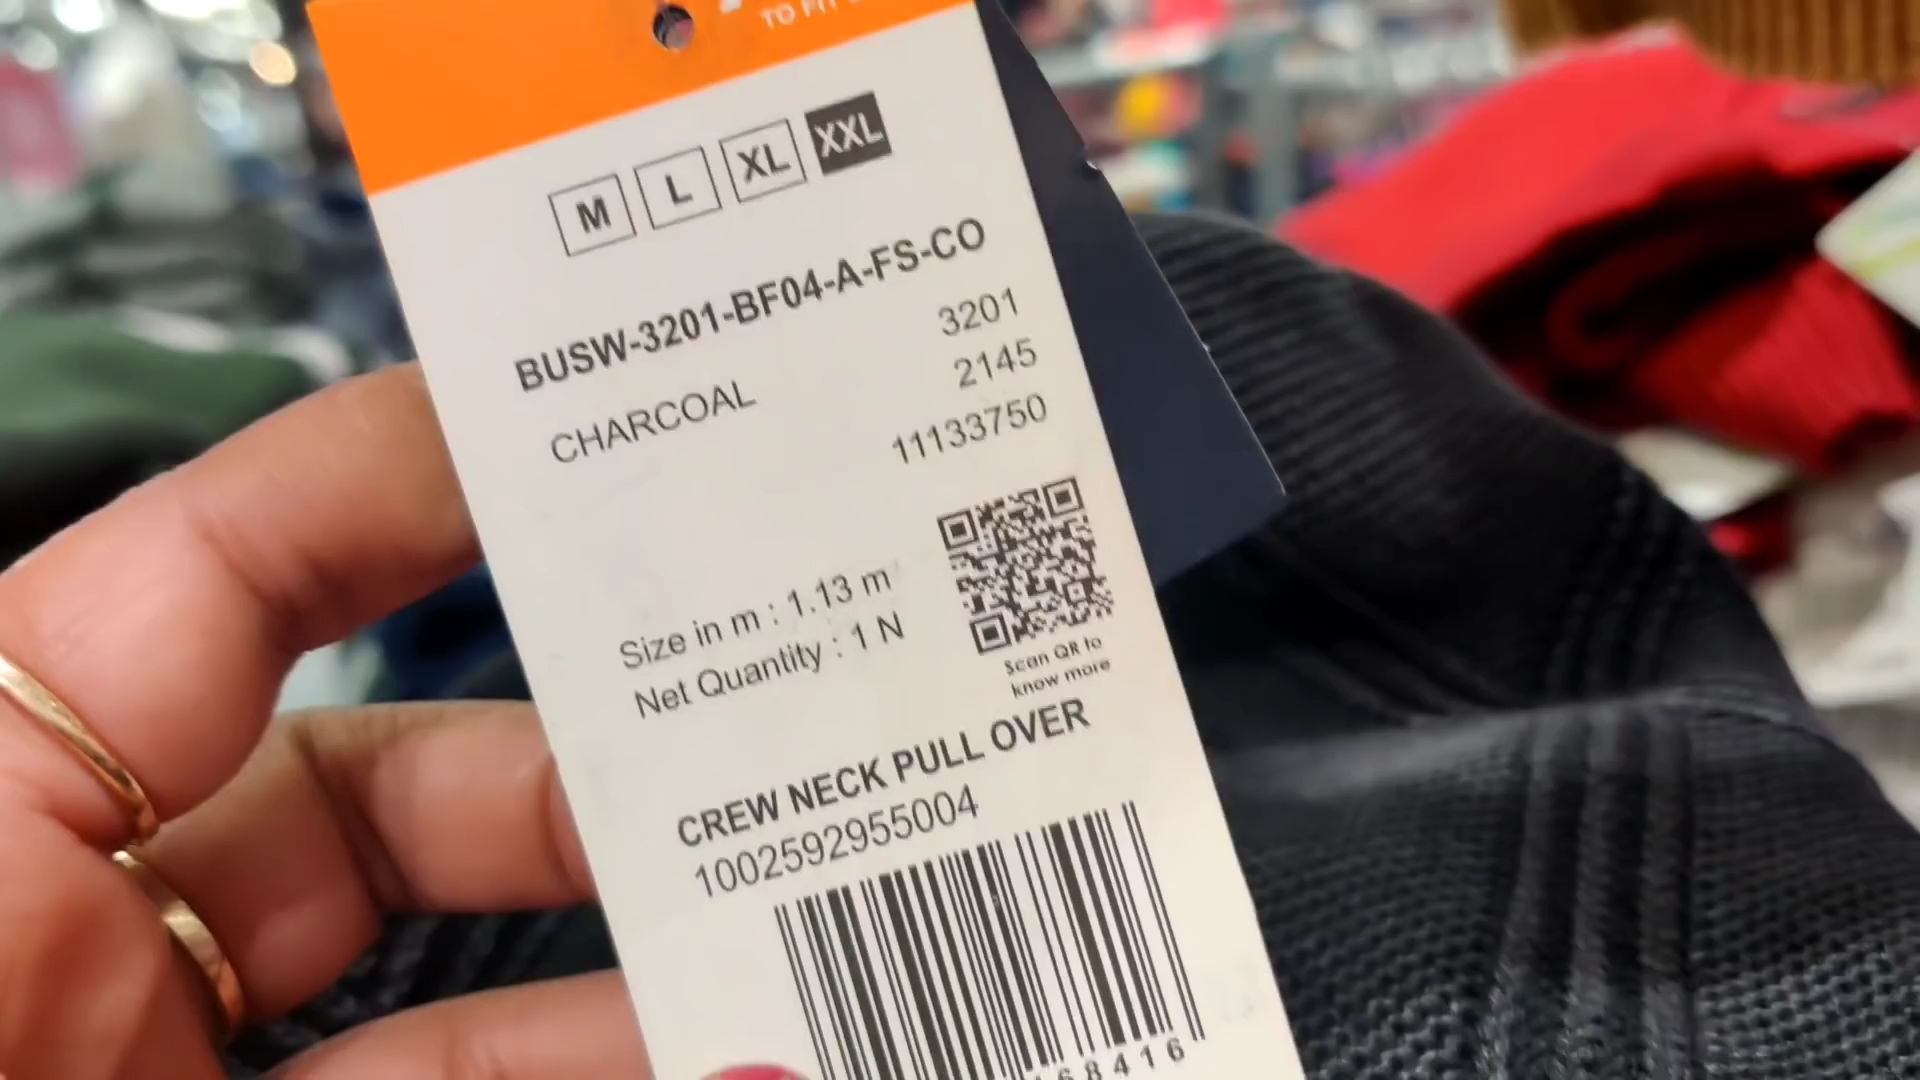 TO FIT
M L XL XXL
BUSW-3201-BF04-A-FS-CO
CHARCOAL 3201
2145
11133750
Size in m : 1.13 m
Net Quantity : 1 N
Scan QR to
know more
CREW NECK PULL OVER
1002592955004
68416